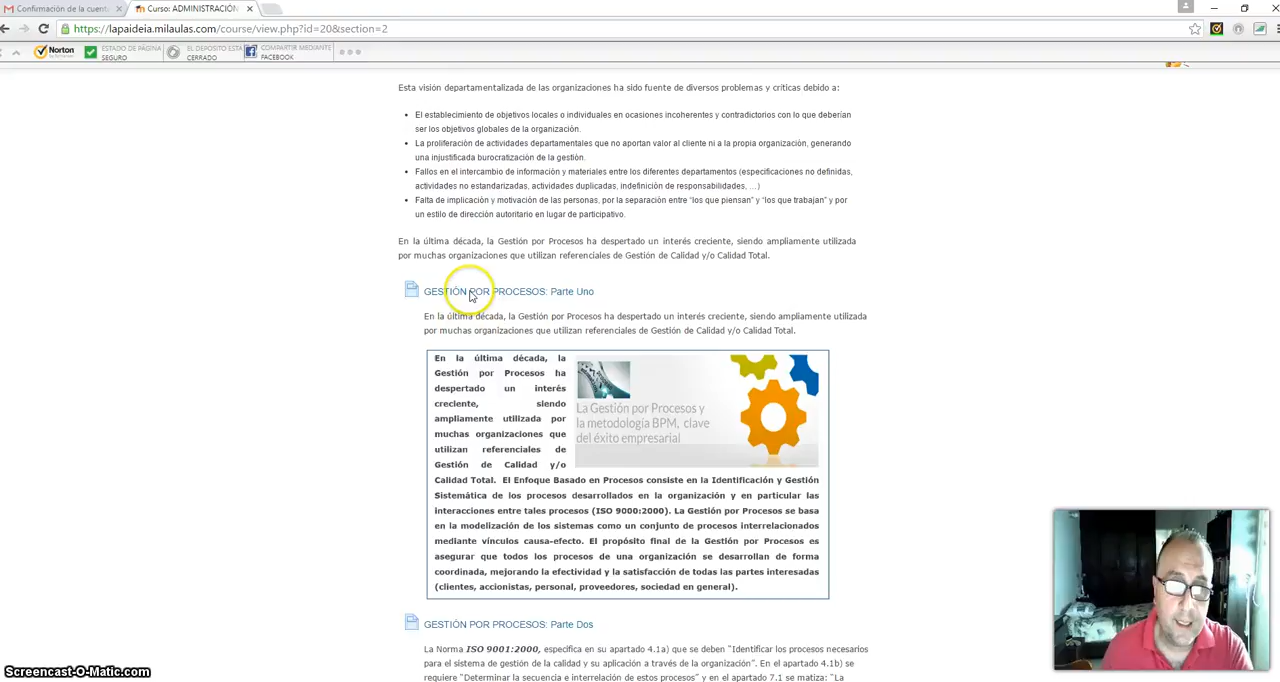 Confirmación de la cuent
Curso: ADMINISTRACIÓN
https://lapaideia.milaulas.com/course/view.php?id=20&section=2
Norton
ESTADO DE PÁGINA
SEGURO
EL DEPÓSITO ESTÁ
CERRADO
COMPARTIR MEDIANTE
FACEBOOK
Esta visión departamentalizada de las organizaciones ha sido fuente de diversos problemas y críticas debido a:
• El establecimiento de objetivos locales o individuales en ocasiones incoherentes y contradictorios con lo que deberían
ser los objetivos globales de la organización.
• La proliferación de actividades departamentales que no aportan valor al cliente ni a la propia organización, generando
una injustificada burocratización de la gestión.
• Fallos en el intercambio de información y materiales entre los diferentes departamentos (especificaciones no definidas,
actividades no estandarizadas, actividades duplicadas, indefinición de responsabilidades, …)
• Falta de implicación y motivación de las personas, por la separación entre “los que piensan” y “los que trabajan” y por
un estilo de dirección autoritario en lugar de participativo.
En la última década, la Gestión por Procesos ha despertado un interés creciente, siendo ampliamente utilizada
por muchas organizaciones que utilizan referenciales de Gestión de Calidad y/o Calidad Total.
GESTIÓN POR PROCESOS: Parte Uno
En la última década, la Gestión por Procesos ha despertado un interés creciente, siendo ampliamente utilizada
por muchas organizaciones que utilizan referenciales de Gestión de Calidad y/o Calidad Total.
En la última década, la
Gestión por Procesos ha
despertado un interés
creciente, siendo
ampliamente utilizada por
muchas organizaciones que
utilizan referenciales de
Gestión de Calidad y/o
La Gestión por Procesos y
la metodología BPM, clave
del éxito empresarial
Calidad Total. El Enfoque Basado en Procesos consiste en la Identificación y Gestión
Sistemática de los procesos desarrollados en la organización y en particular las
interacciones entre tales procesos (ISO 9000:2000). La Gestión por Procesos se basa
en la modelización de los sistemas como un conjunto de procesos interrelacionados
mediante vínculos causa-efecto. El propósito final de la Gestión por Procesos es
asegurar que todos los procesos de una organización se desarrollan de forma
coordinada, mejorando la efectividad y la satisfacción de todas las partes interesadas
(clientes, accionistas, personal, proveedores, sociedad en general).
GESTIÓN POR PROCESOS: Parte Dos
La Norma ISO 9001:2000, especifica en su apartado 4.1a) que se deben "Identificar los procesos necesarios
para el sistema de gestión de la calidad y su aplicación a través de la organización". En el apartado 4.1b) se
requiere "Determinar la secuencia e interrelación de estos procesos" y en el apartado 7.1 se matiza: "La
Screencast-O-Matic.com